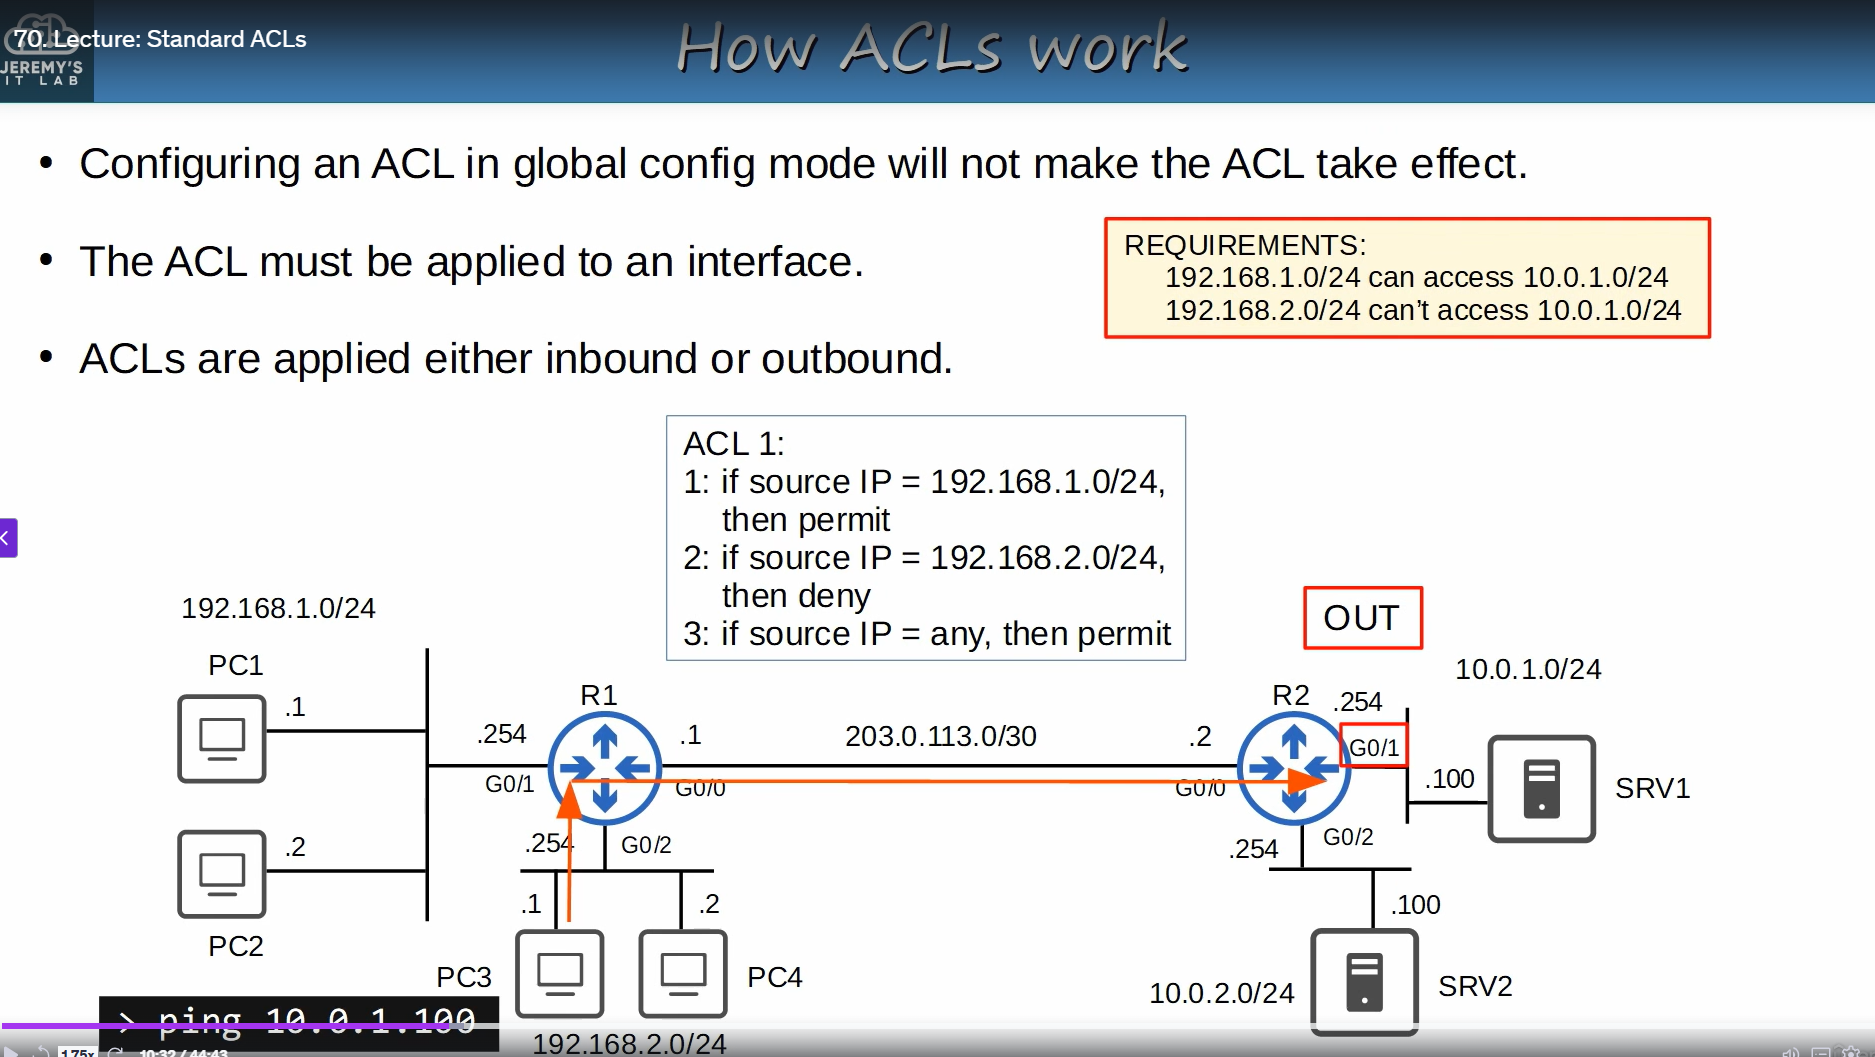 70. Lecture: Standard ACLs
JEREMY'S
IT LAB
How ACLs work
• Configuring an ACL in global config mode will not make the ACL take effect.
• The ACL must be applied to an interface.
• ACLs are applied either inbound or outbound.
REQUIREMENTS:
192.168.1.0/24 can access 10.0.1.0/24
192.168.2.0/24 can't access 10.0.1.0/24
ACL 1:
1: if source IP = 192.168.1.0/24,
then permit
2: if source IP = 192.168.2.0/24,
then deny
3: if source IP = any, then permit
192.168.1.0/24
PC1
.1
.2
PC2
.254
G0/1
R1
.1
G0/0
203.0.113.0/30
.2
G0/0
R2
OUT
.254
G0/1
10.0.1.0/24
.100
SRV1
.254
G0/2
.1
.2
PC3
PC4
192.168.2.0/24
.254
G0/2
.100
10.0.2.0/24
SRV2
> ping 10.0.1.100
1.75x
10:32 / 44:43